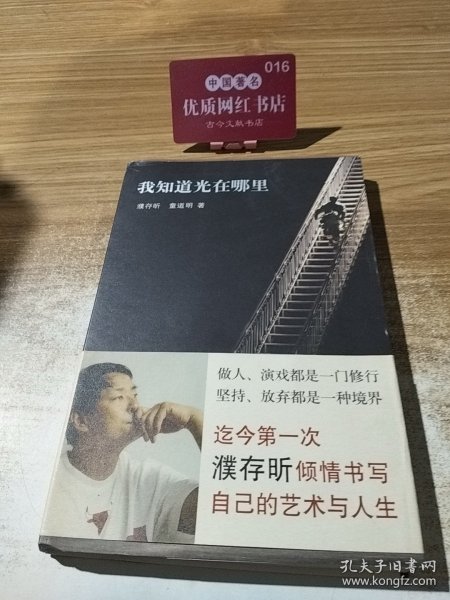 016
中国著名
优质网红书店
古今文献书店
我知道光在哪里
濮存昕 童道明 著
做人、演戏都是一门修行
坚持、放弃都是一种境界
迄今第一次
濮存昕倾情书写
自己的艺术与人生
孔夫子旧书网
www.kongfz.com